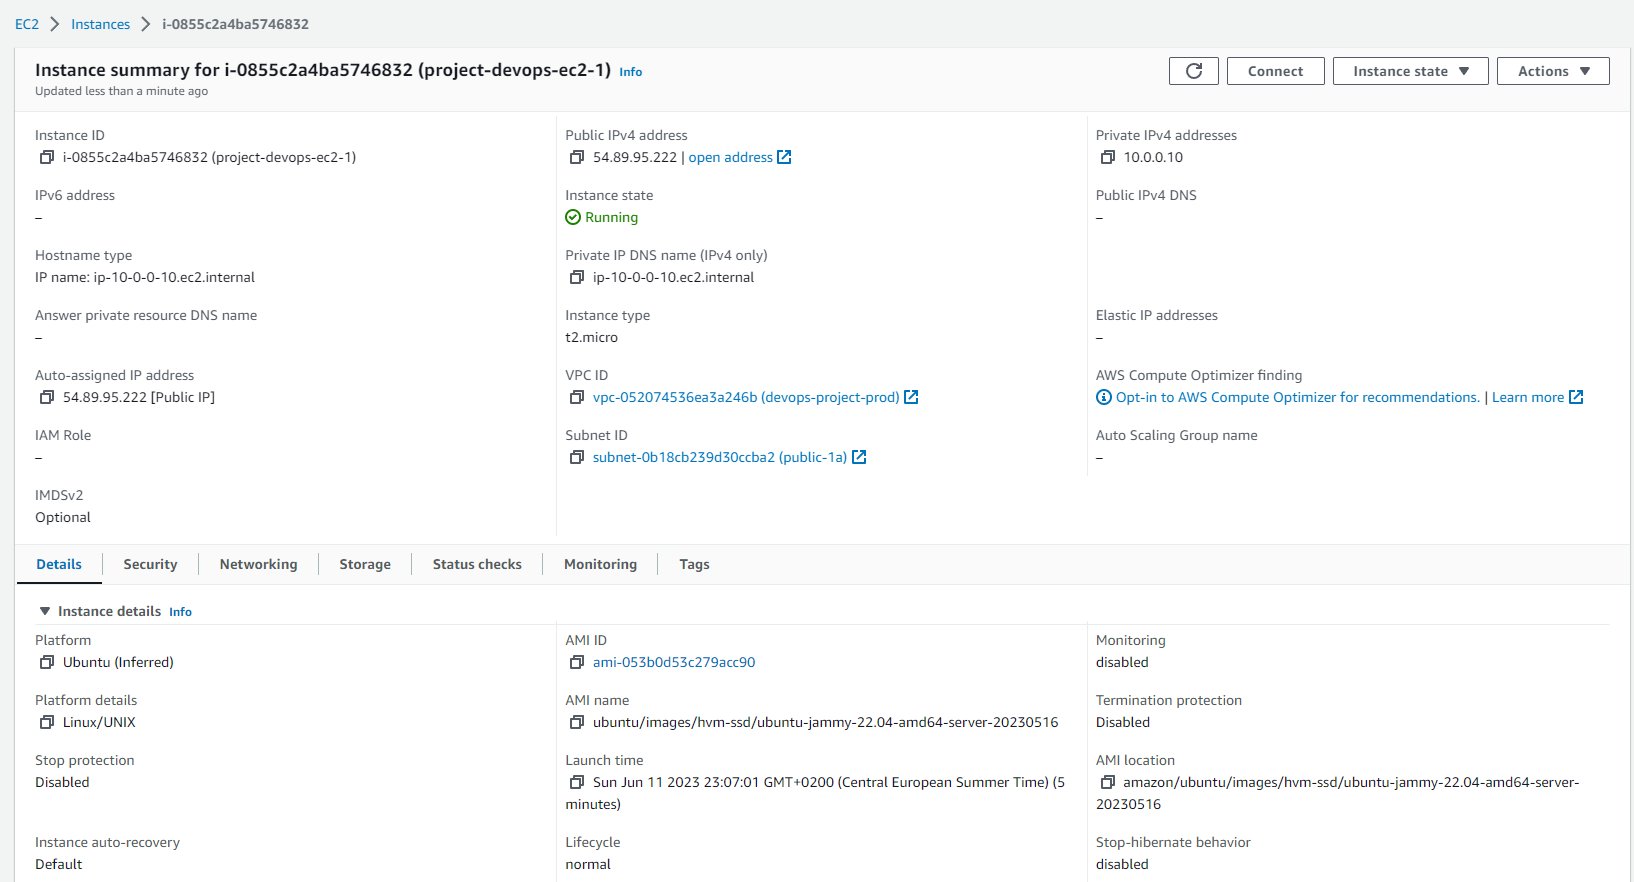 EC2 > Instances > i-0855c2a4ba5746832
Instance summary for i-0855c2a4ba5746832 (project-devops-ec2-1) Info
Updated less than a minute ago
Connect
Instance state
Actions
Instance ID
i-0855c2a4ba5746832 (project-devops-ec2-1)
Public IPv4 address
54.89.95.222 | open address
Private IPv4 addresses
10.0.0.10
IPv6 address
–
Instance state
Running
Public IPv4 DNS
–
Hostname type
IP name: ip-10-0-0-10.ec2.internal
Private IP DNS name (IPv4 only)
ip-10-0-0-10.ec2.internal
Answer private resource DNS name
–
Instance type
t2.micro
Elastic IP addresses
–
Auto-assigned IP address
54.89.95.222 [Public IP]
VPC ID
vpc-052074536ea3a246b (devops-project-prod)
AWS Compute Optimizer finding
Opt-in to AWS Compute Optimizer for recommendations. | Learn more
IAM Role
–
Subnet ID
subnet-0b18cb239d30ccba2 (public-1a)
Auto Scaling Group name
–
IMDSv2
Optional
Details
Security
Networking
Storage
Status checks
Monitoring
Tags
Instance details Info
Platform
Ubuntu (Inferred)
AMI ID
ami-053b0d53c279acc90
Monitoring
disabled
Platform details
Linux/UNIX
AMI name
ubuntu/images/hvm-ssd/ubuntu-jammy-22.04-amd64-server-20230516
Termination protection
Disabled
Stop protection
Disabled
Launch time
Sun Jun 11 2023 23:07:01 GMT+0200 (Central European Summer Time) (5
minutes)
AMI location
amazon/ubuntu/images/hvm-ssd/ubuntu-jammy-22.04-amd64-server-
20230516
Instance auto-recovery
Default
Lifecycle
normal
Stop-hibernate behavior
disabled